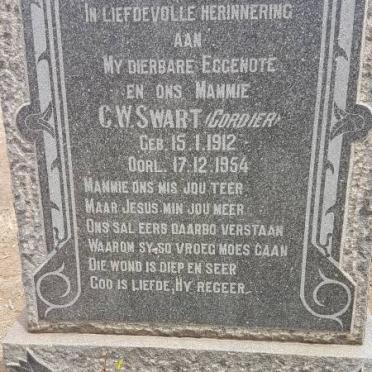 IN LIEFDEVOLLE HERINNERING
AAN
MY DIERBARE EGGENOTE
EN ONS MAMMIE
C.W. SWART (CORDIER)
GEB. 15.1.1912
OORL. 17.12.1954
MAMMIE ONS MIS JOU TEER
MAAR JESUS MIN JOU MEER
ONS SAL EERS DAARBO VERSTAAN
WAAROM SY SO VROEG MOES GAAN
DIE WOND IS DIEP EN SEER
GOD IS LIEFDE, HY REGEER.